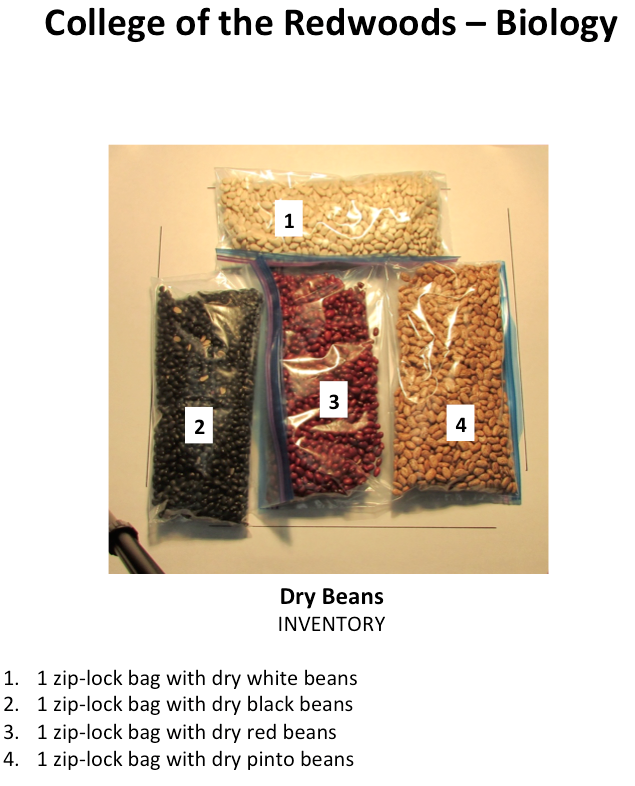 College of the Redwoods – Biology
1
2
3
4
Dry Beans
INVENTORY
1. 1 zip-lock bag with dry white beans
2. 1 zip-lock bag with dry black beans
3. 1 zip-lock bag with dry red beans
4. 1 zip-lock bag with dry pinto beans